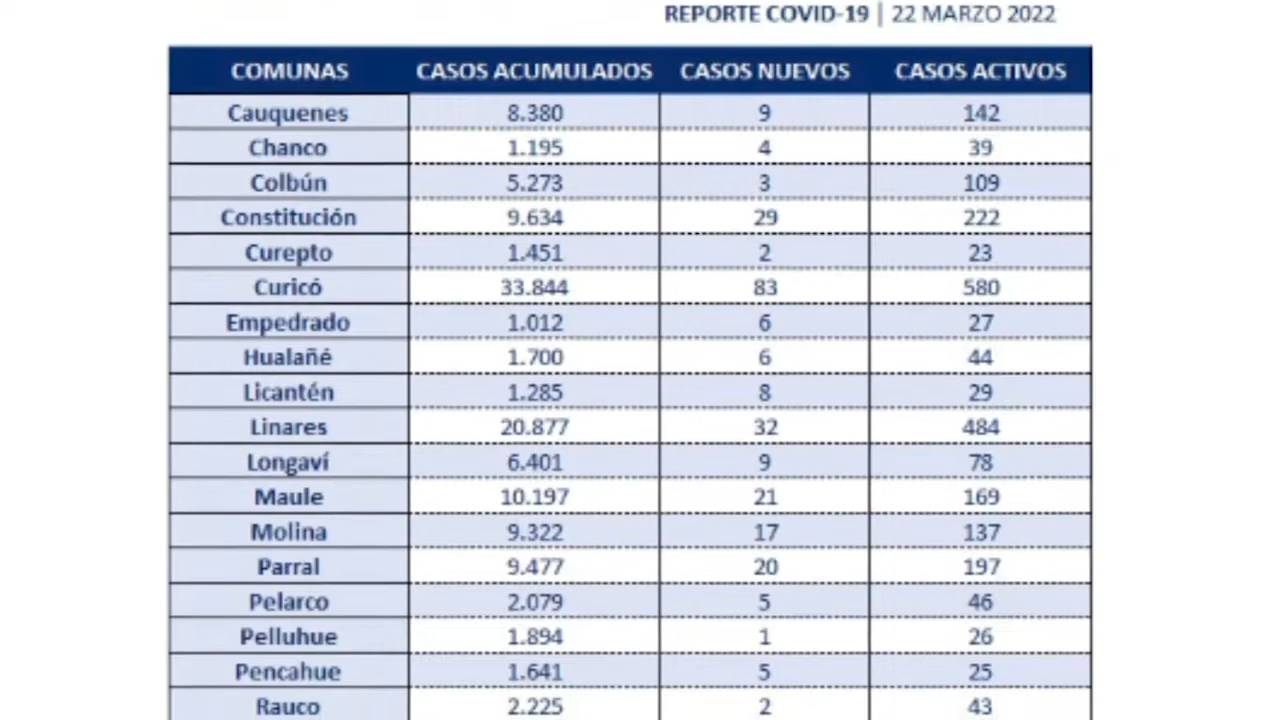 REPORTE COVID-19 | 22 MARZO 2022
COMUNAS CASOS ACUMULADOS CASOS NUEVOS CASOS ACTIVOS
Cauquenes 8.380 9 142
Chanco 1.195 4 39
Colbún 5.273 3 109
Constitución 9.634 29 222
Curepto 1.451 2 23
Curicó 33.844 83 580
Empedrado 1.012 6 27
Hualañé 1.700 6 44
Licantén 1.285 8 29
Linares 20.877 32 484
Longaví 6.401 9 78
Maule 10.197 21 169
Molina 9.322 17 137
Parral 9.477 20 197
Pelarco 2.079 5 46
Pelluhue 1.894 1 26
Pencahue 1.641 5 25
Rauco 2.225 2 43